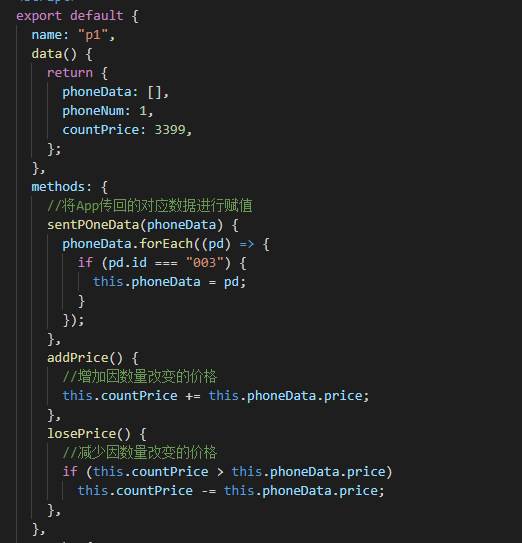 export default {
  name: "p1",
  data() {
    return {
      phoneData: [],
      phoneNum: 1,
      countPrice: 3399,
    };
  },
  methods: {
    //将App传回的对应数据进行赋值
    sentPOneData(phoneData) {
      phoneData.forEach((pd) => {
        if (pd.id === "003") {
          this.phoneData = pd;
        }
      });
    },
    addPrice() {
      //增加因数量改变的价格
      this.countPrice += this.phoneData.price;
    },
    losePrice() {
      //减少因数量改变的价格
      if (this.countPrice > this.phoneData.price)
        this.countPrice -= this.phoneData.price;
    },
  },